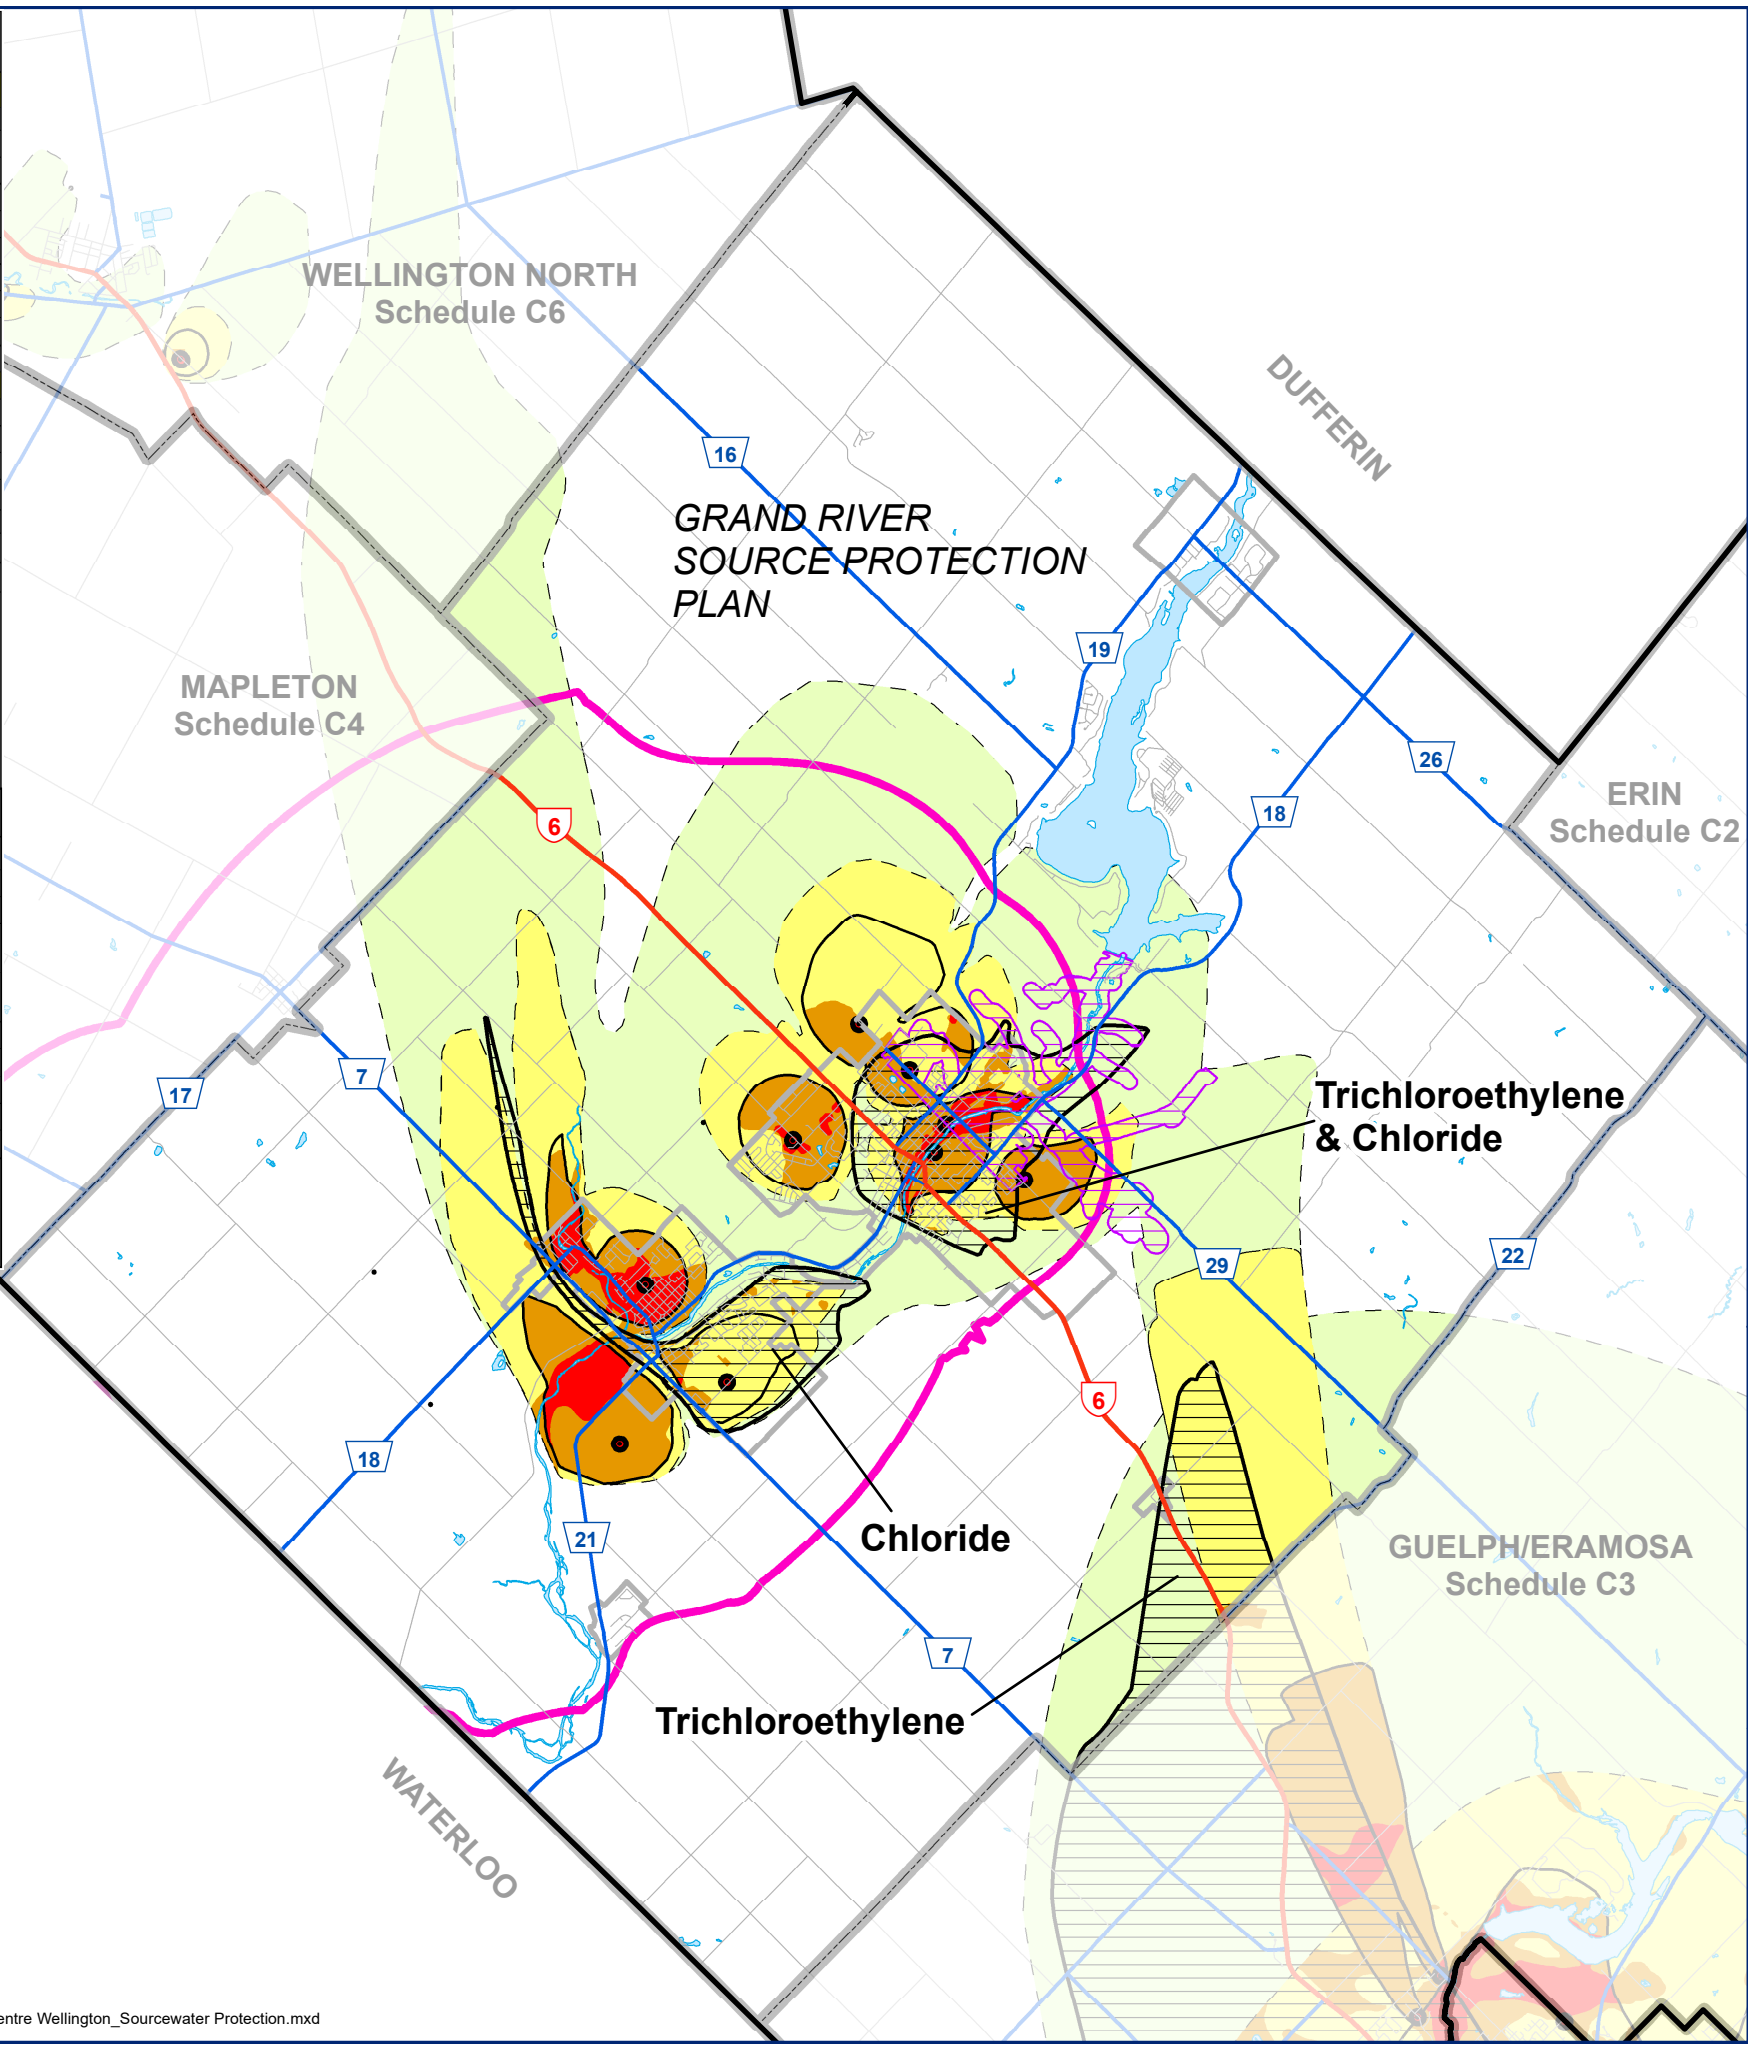 WELLINGTON NORTH
Schedule C6
DUFFERIN
16
GRAND RIVER
SOURCE PROTECTION
PLAN
19
MAPLETON
Schedule C4
26
ERIN
Schedule C2
18
6
7
17
Trichloroethylene
& Chloride
29
22
6
18
21
Chloride
GUELPH/ERAMOSA
Schedule C3
7
Trichloroethylene
WATERLOO
entre Wellington_Sourcewater Protection.mxd